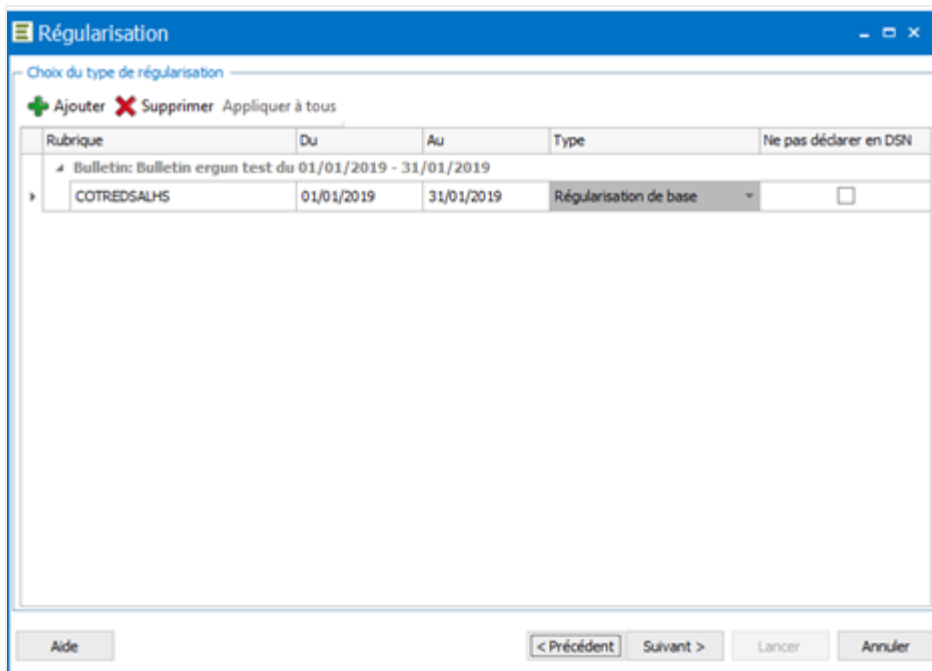 Régularisation
Choix du type de régularisation
Ajouter Supprimer Appliquer à tous
Rubrique Du Au Type Ne pas déclarer en DSN
Bulletin: Bulletin ergun test du 01/01/2019 - 31/01/2019
COTREDSALHS 01/01/2019 31/01/2019 Régularisation de base
Aide < Précédent Suivant > Lancer Annuler